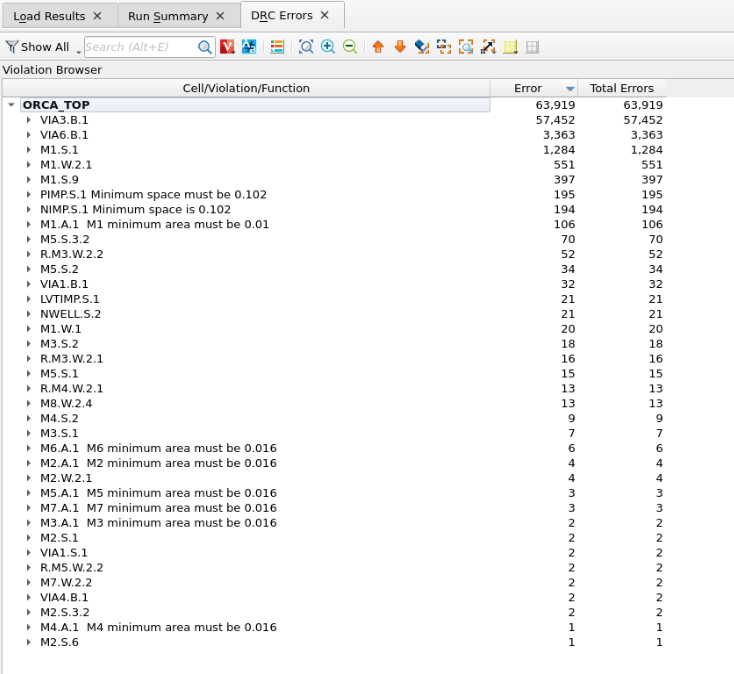 Load Results Run Summary DRC Errors
Show All Search (Alt+E)
Violation Browser
Cell/Violation/Function Error Total Errors
ORCA_TOP 63,919 63,919
VIA3.B.1 57,452 57,452
VIA6.B.1 3,363 3,363
M1.S.1 1,284 1,284
M1.W.2.1 551 551
M1.S.9 397 397
PIMP.S.1 Minimum space must be 0.102 195 195
NIMP.S.1 Minimum space is 0.102 194 194
M1.A.1 M1 minimum area must be 0.01 106 106
M5.S.3.2 70 70
R.M3.W.2.2 52 52
M5.S.2 34 34
VIA1.B.1 32 32
LVTIMP.S.1 21 21
NWELL.S.2 21 21
M1.W.1 20 20
M3.S.2 18 18
R.M3.W.2.1 16 16
M5.S.1 15 15
R.M4.W.2.1 13 13
M8.W.2.4 13 13
M4.S.2 9 9
M3.S.1 7 7
M6.A.1 M6 minimum area must be 0.016 6 6
M2.A.1 M2 minimum area must be 0.016 4 4
M2.W.2.1 4 4
M5.A.1 M5 minimum area must be 0.016 3 3
M7.A.1 M7 minimum area must be 0.016 3 3
M3.A.1 M3 minimum area must be 0.016 2 2
M2.S.1 2 2
VIA1.S.1 2 2
R.M5.W.2.2 2 2
M7.W.2.2 2 2
VIA4.B.1 2 2
M2.S.3.2 2 2
M4.A.1 M4 minimum area must be 0.016 1 1
M2.S.6 1 1